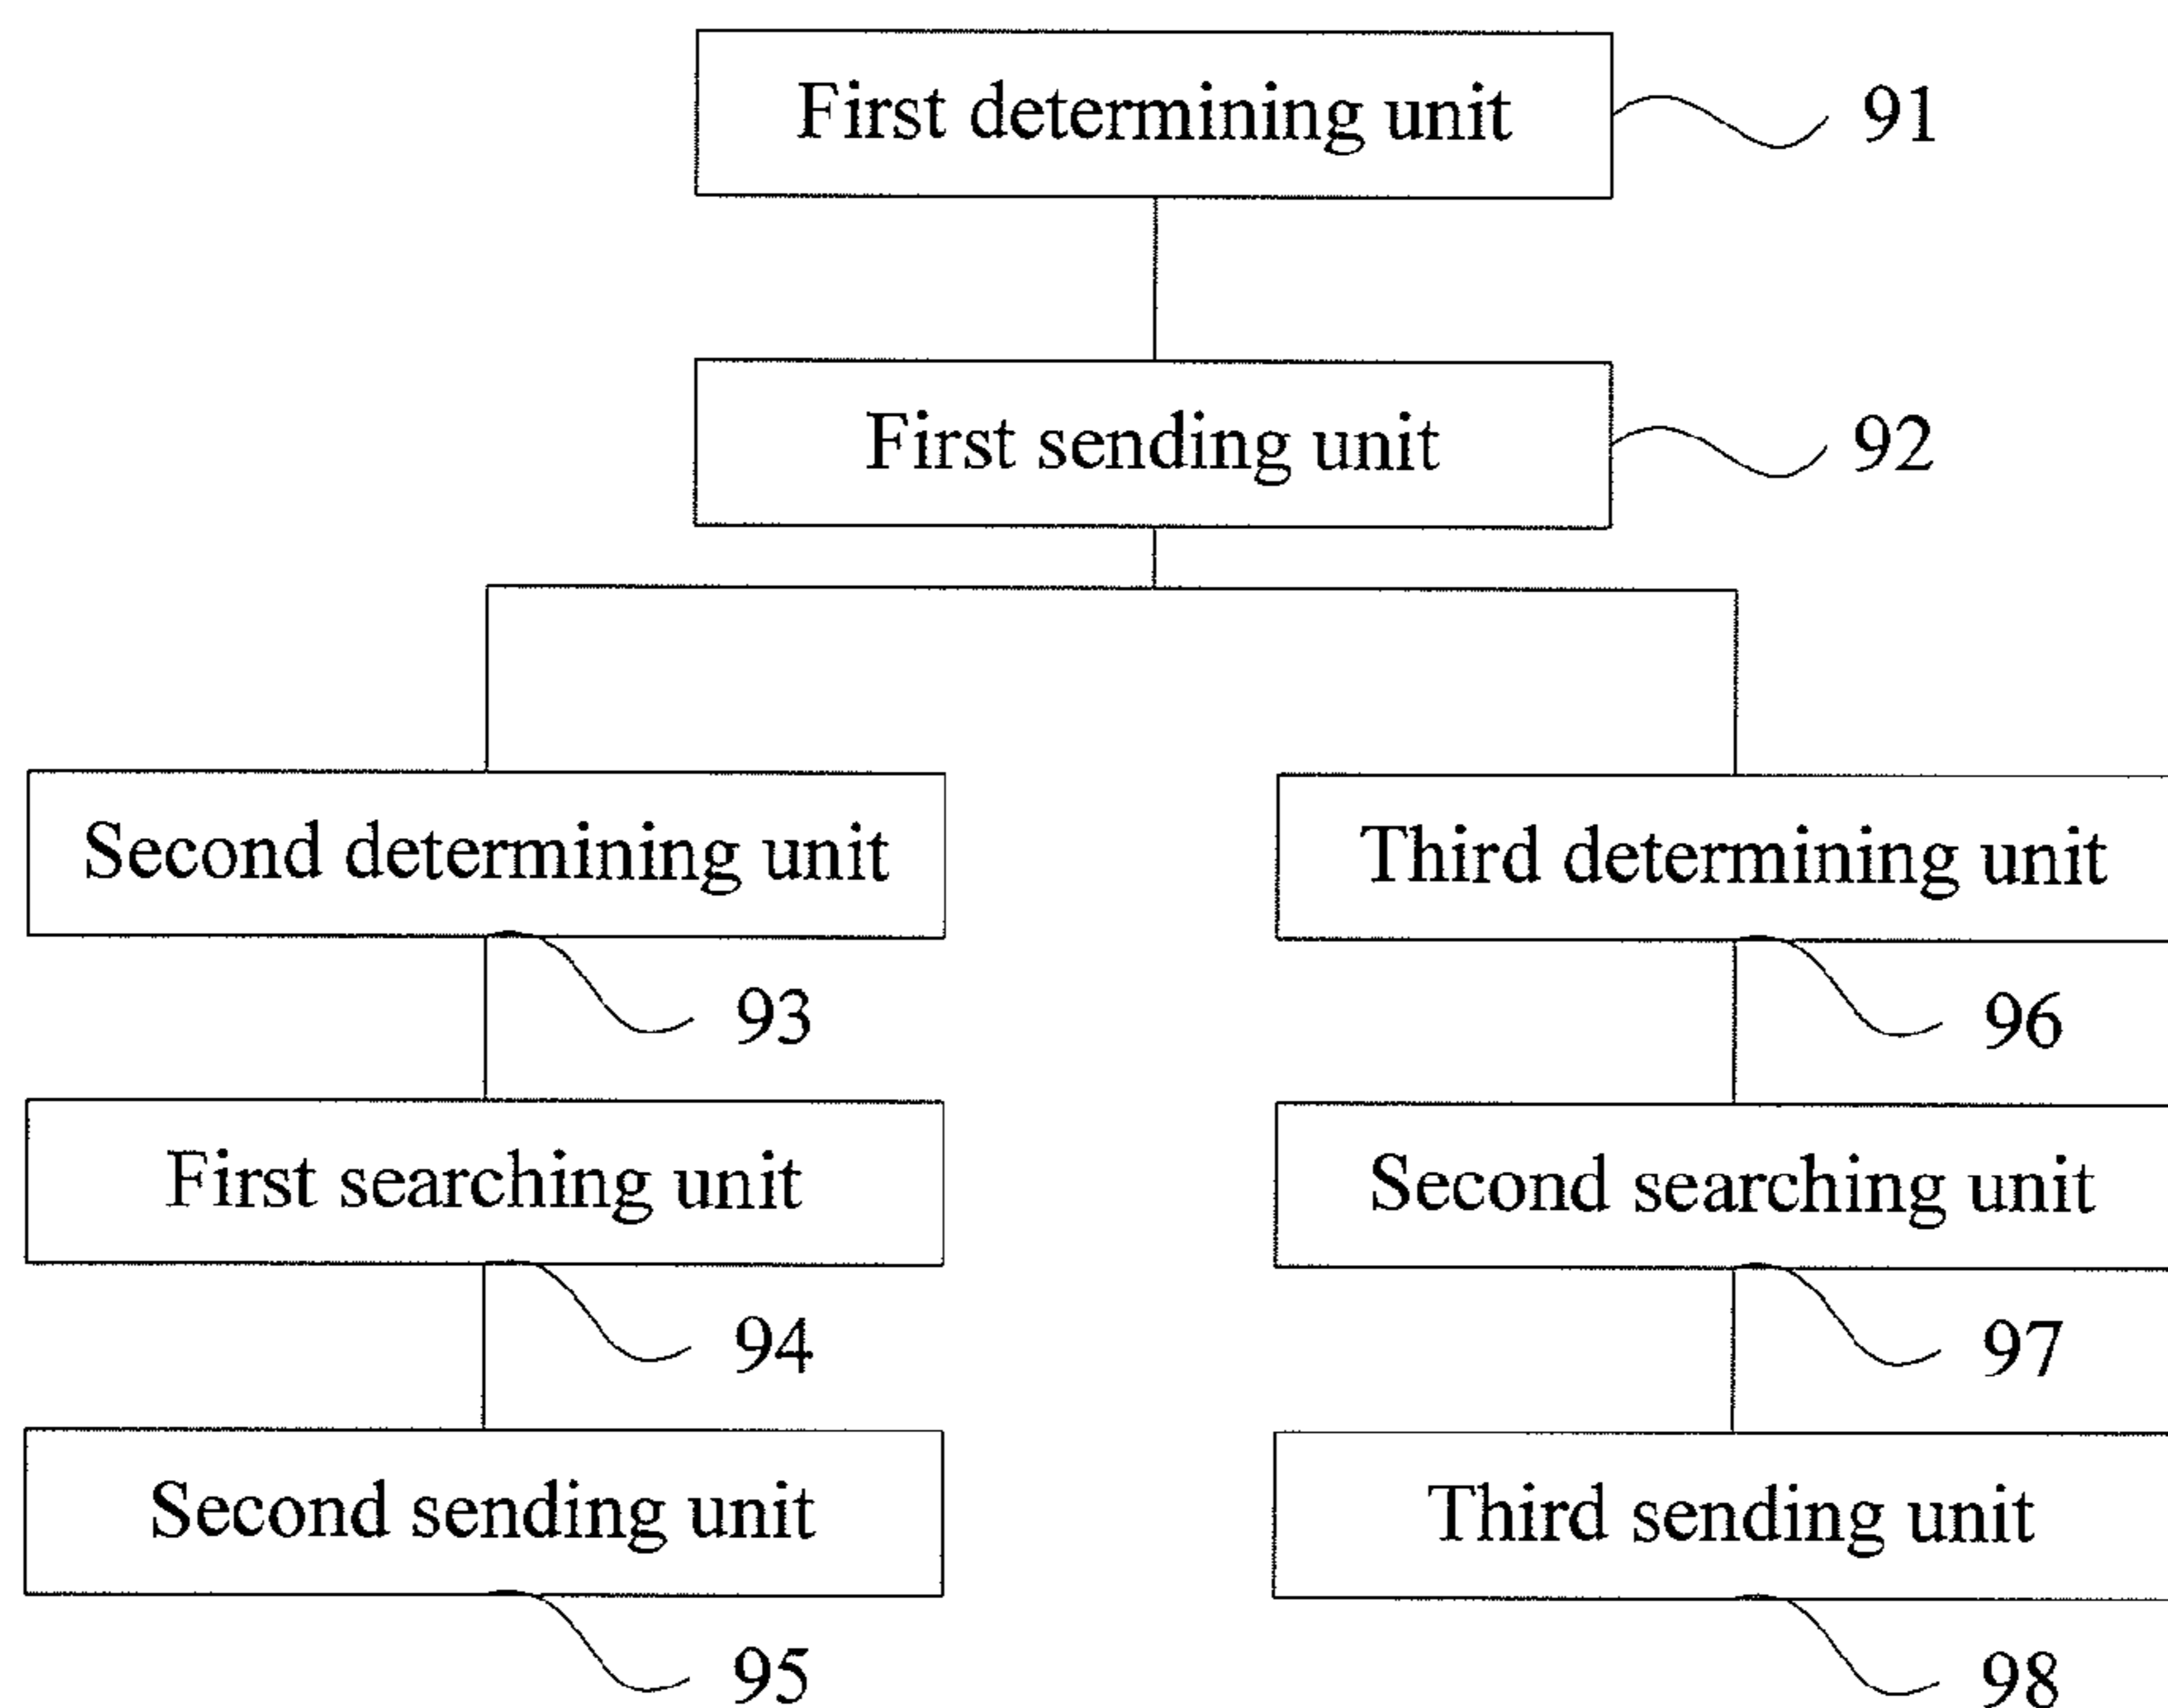 First determining unit
91
First sending unit
92
Second determining unit
93
First searching unit
94
Second sending unit
95
Third determining unit
96
Second searching unit
97
Third sending unit
98